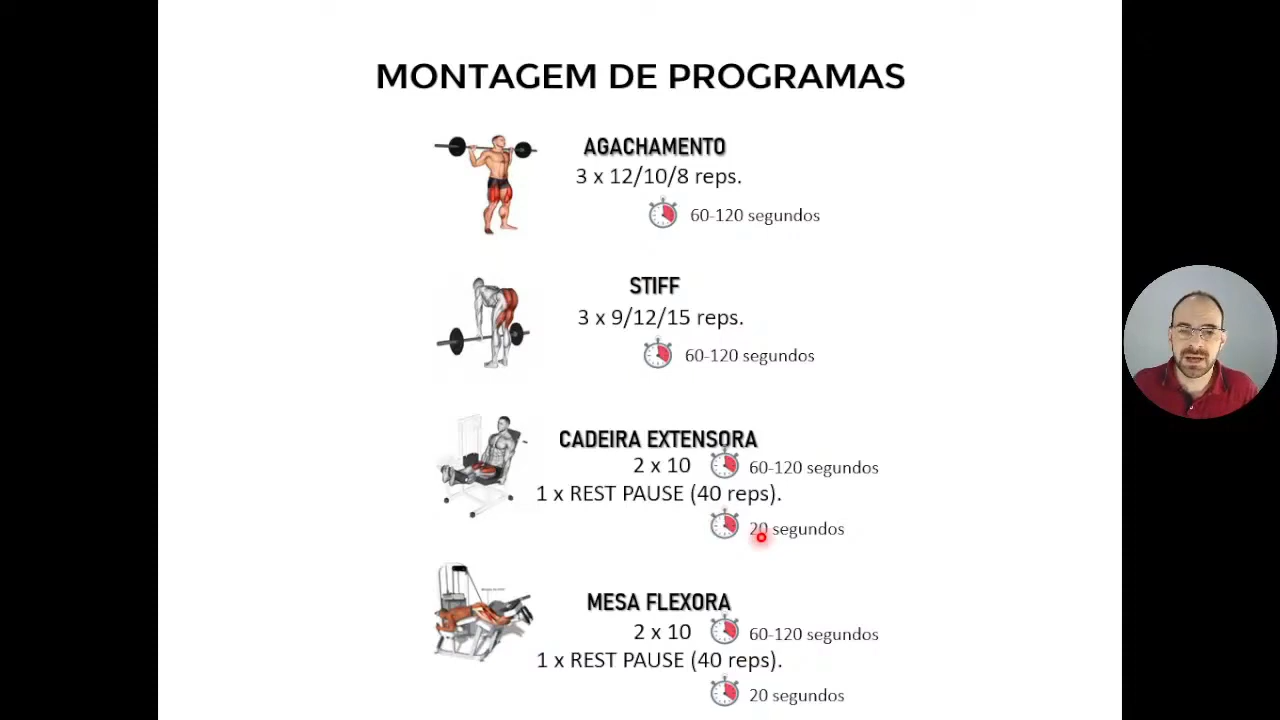 MONTAGEM DE PROGRAMAS
AGACHAMENTO
3 x 12/10/8 reps.
60-120 segundos
STIFF
3 x 9/12/15 reps.
60-120 segundos
CADEIRA EXTENSORA
2 x 10 60-120 segundos
1 x REST PAUSE (40 reps).
20 segundos
MESA FLEXORA
2 x 10 60-120 segundos
1 x REST PAUSE (40 reps).
20 segundos